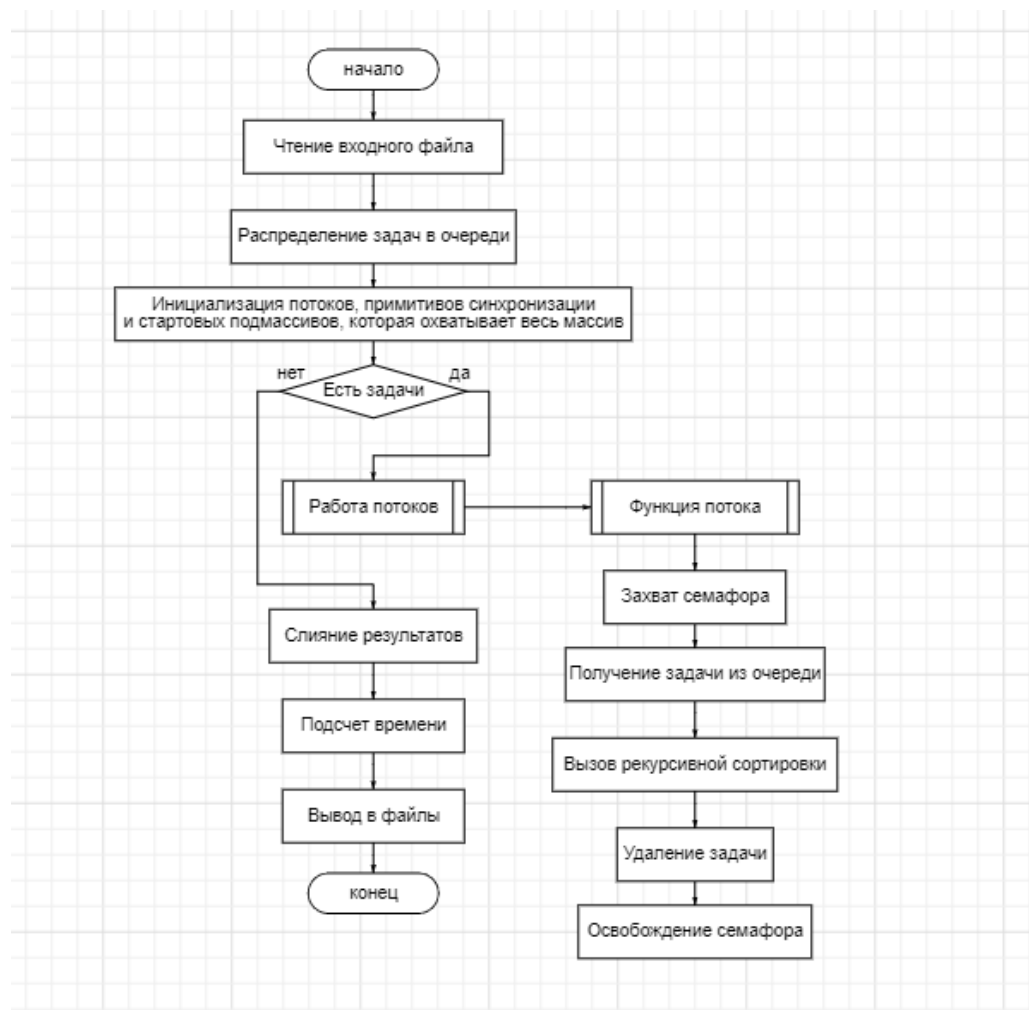 начало
Чтение входного файла
Распределение задач в очереди
Инициализация потоков, примитивов синхронизации
и стартовых подмассивов, которая охватывает весь массив
нет
да
Есть задачи
Работа потоков
Функция потока
Захват семафора
Слияние результатов
Получение задачи из очереди
Подсчет времени
Вызов рекурсивной сортировки
Вывод в файлы
Удаление задачи
конец
Освобождение семафора